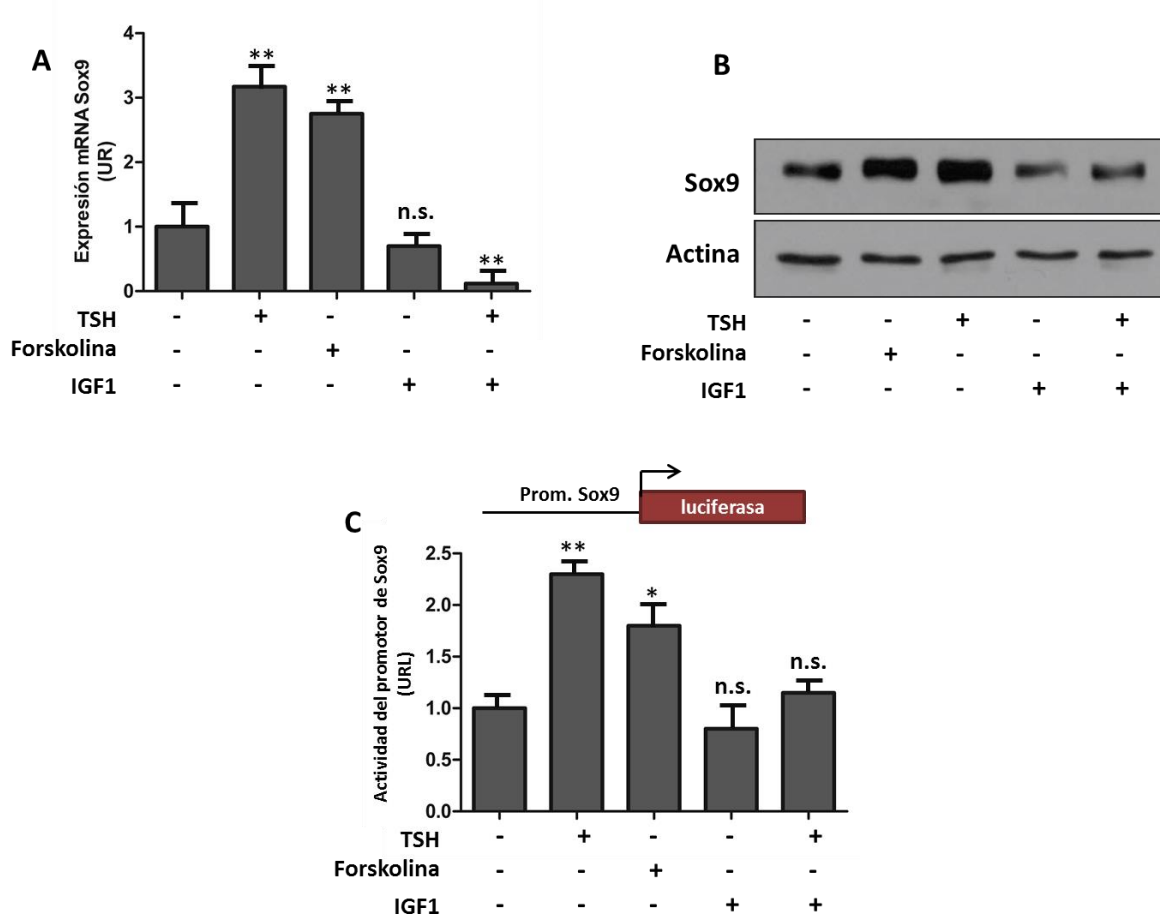 A
Expresión mRNA Sox9
(UR)
4
3
2
1
0
**
**
n.s.
**
TSH - + - - +
Forskolina - - + - -
IGF1 - - - + +
B
Sox9
Actina
TSH - - + - +
Forskolina - + - - -
IGF1 - - - + +
C
Prom. Sox9
luciferasa
Actividad del promotor de Sox9
(URL)
2.5
2.0
1.5
1.0
0.5
0.0
**
*
n.s.
n.s.
TSH - + - - +
Forskolina - - + - -
IGF1 - - - + +